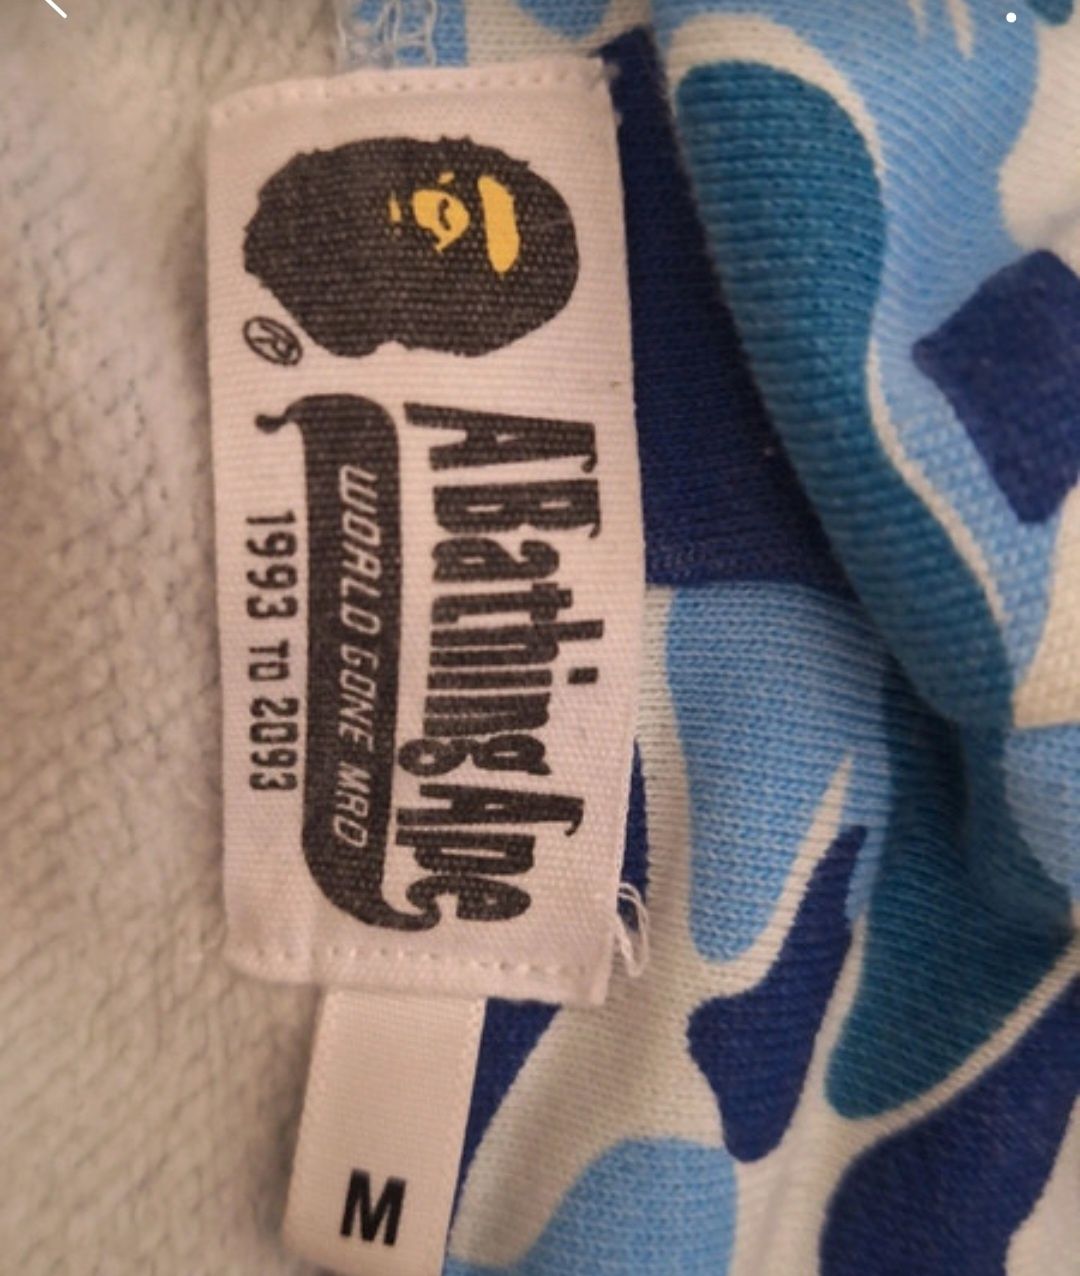 ®
A Bathing Ape
WORLD GONE MAD
1993 TO 2093
M